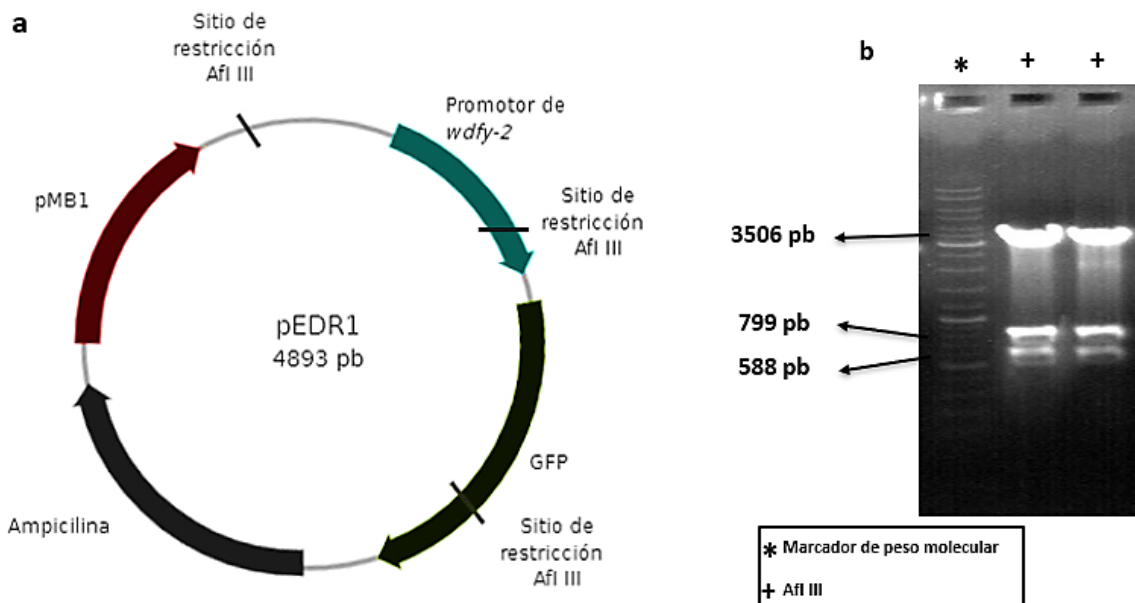 a
Sitio de
restricción
Afl III
Promotor de
wdfy-2
Sitio de
restricción
Afl III
pMB1
pEDR1
4893 pb
GFP
Ampicilina
Sitio de
restricción
Afl III
b
* + +
3506 pb
799 pb
588 pb
* Marcador de peso molecular
+ Afl III